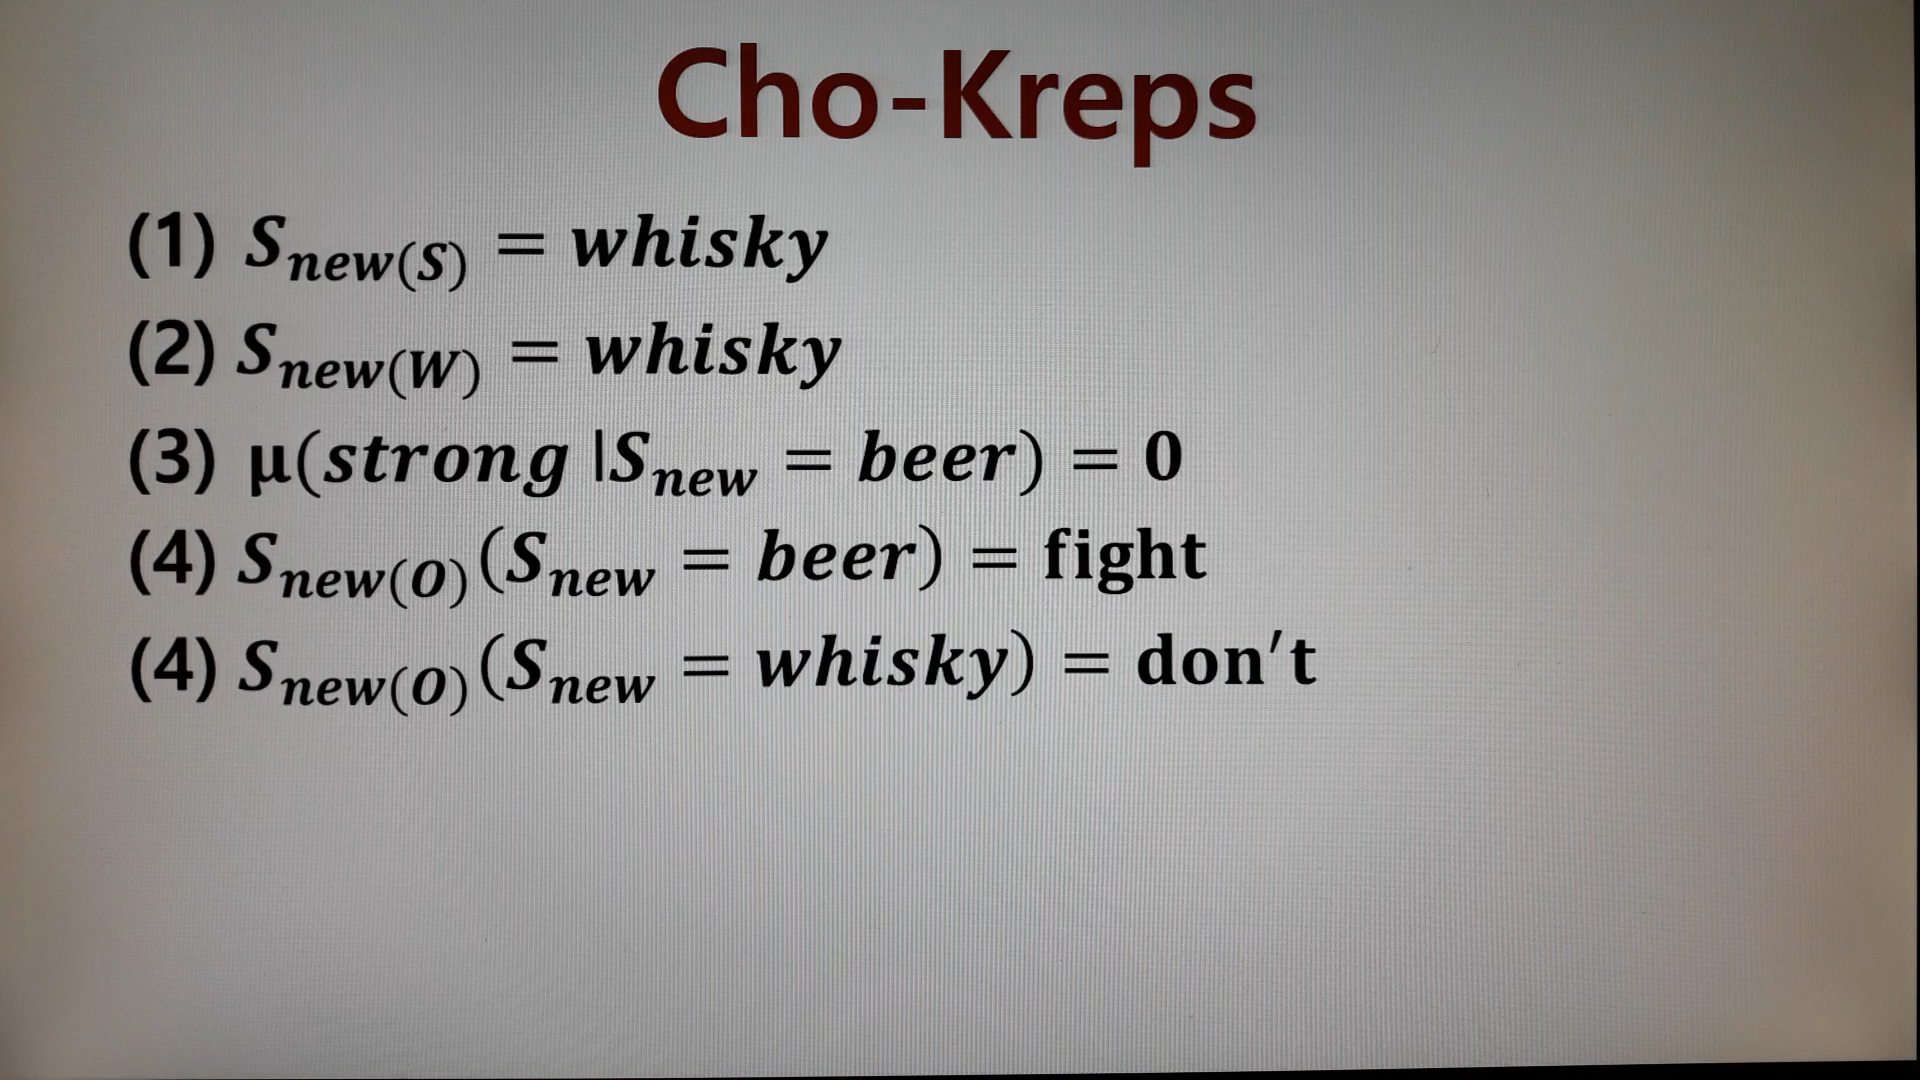 Cho-Kreps
(1) S_new(S) = whisky
(2) S_new(W) = whisky
(3) μ(strong |S_new = beer) = 0
(4) S_new(O)(S_new = beer) = fight
(4) S_new(O)(S_new = whisky) = don't